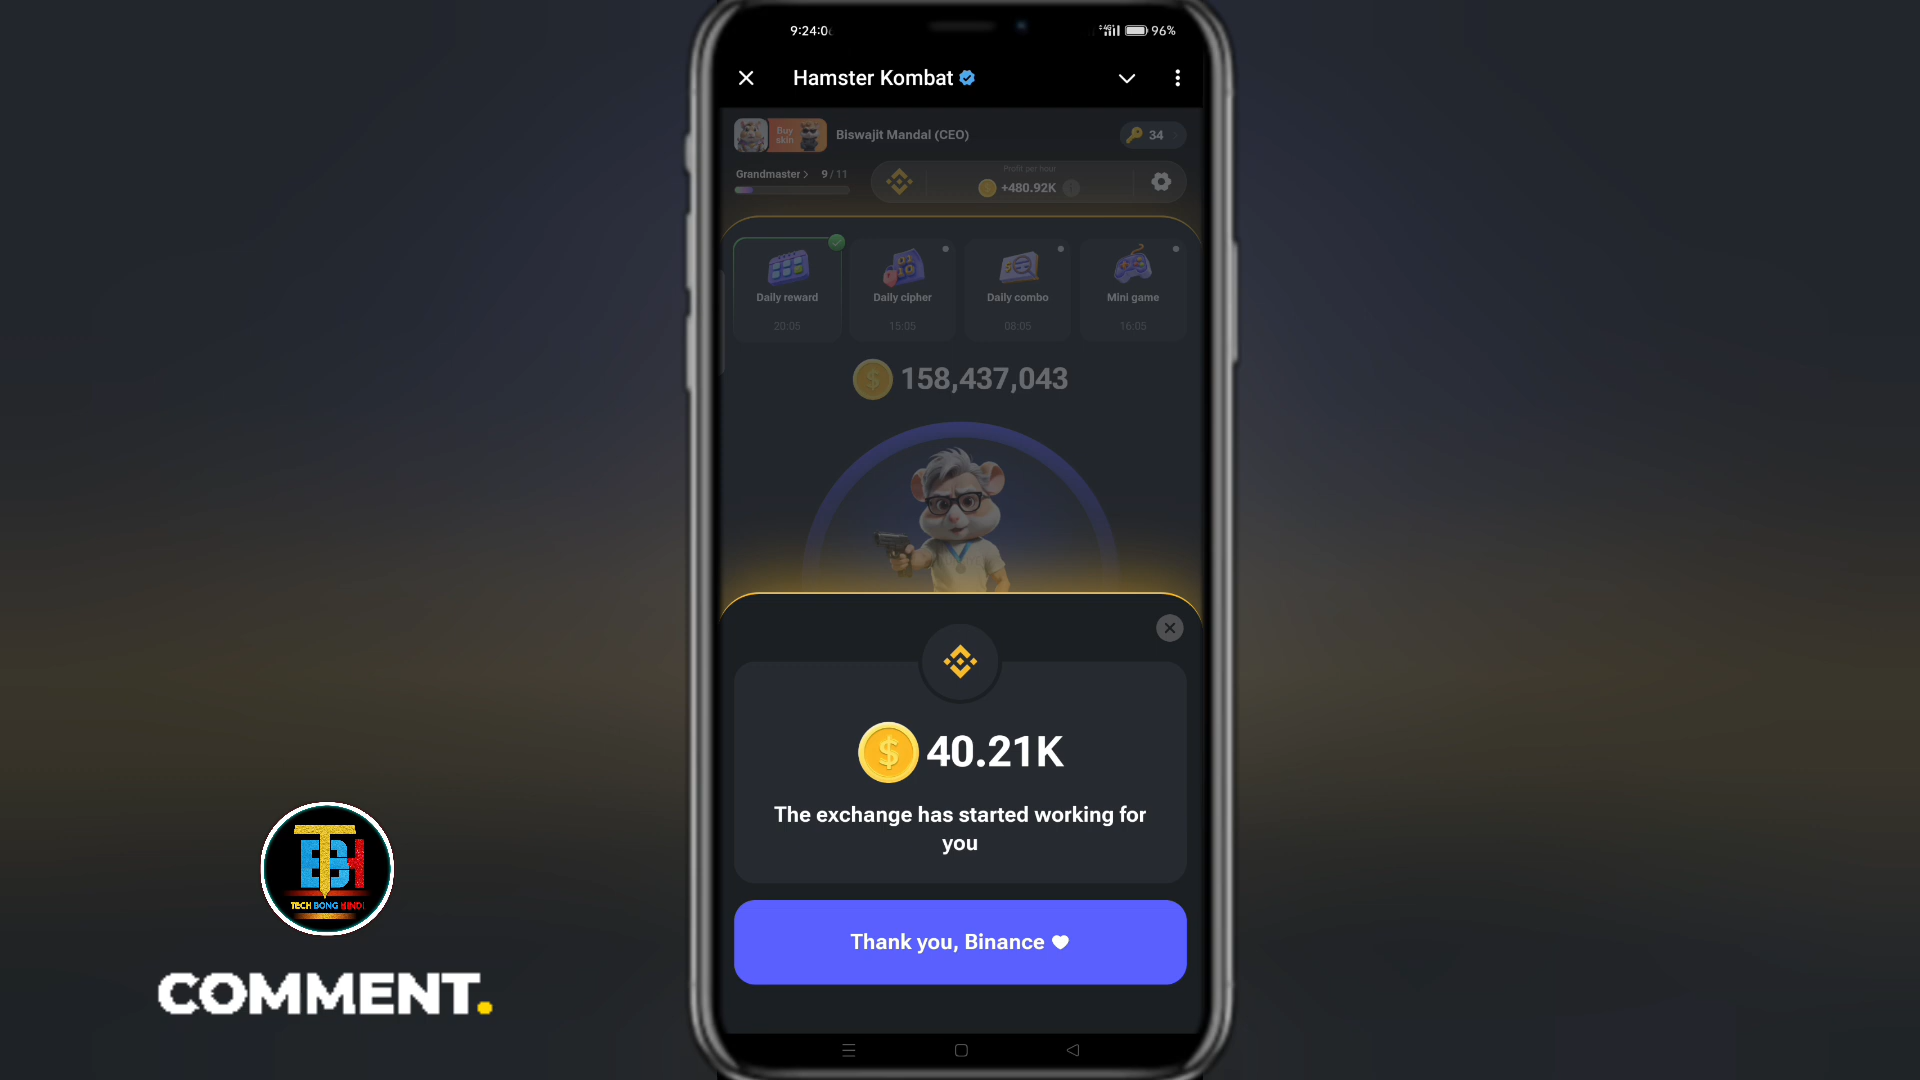 9:24:06
96%
Hamster Kombat
Buy
skin
Biswajit Mandal (CEO)
34
Grandmaster > 9 / 11
Profit per hour
+480.92K
Daily reward
20:05
Daily cipher
15:05
Daily combo
08:05
Mini game
16:05
158,437,043
40.21K
The exchange has started working for
you
Thank you, Binance
TBH
TECH BONG HINDI
COMMENT.